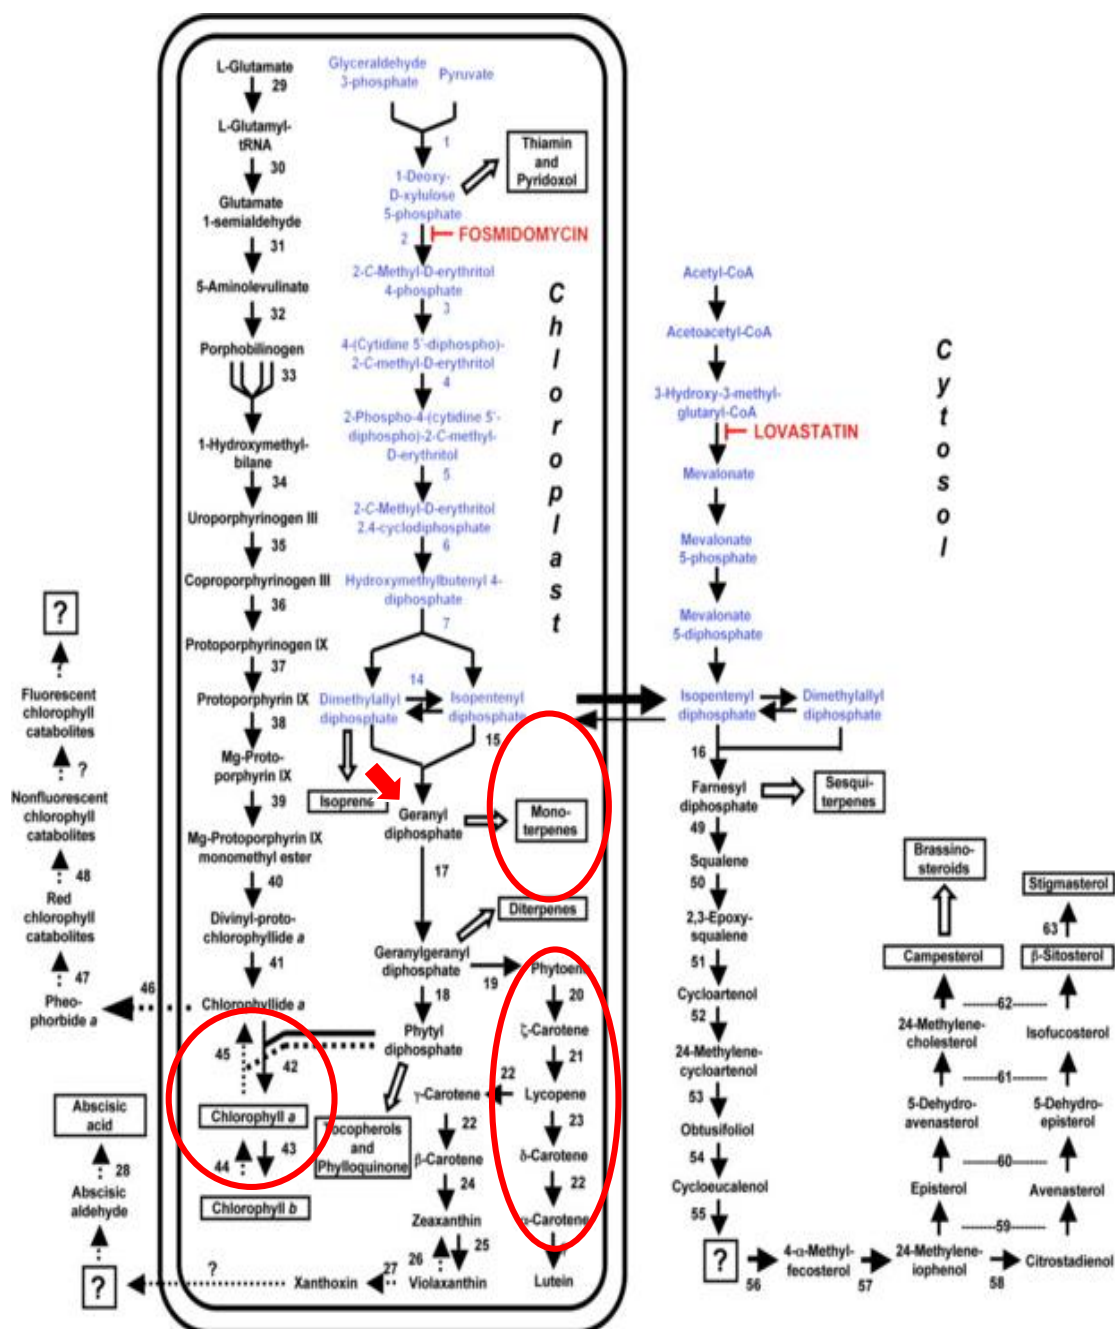 L-Glutamate
29
L-Glutamyl-
tRNA
30
Glutamate
1-semialdehyde
31
5-Aminolevulinate
32
Porphobilinogen
33
1-Hydroxymethyl-
bilane
34
Uroporphyrinogen III
35
Coproporphyrinogen III
36
Protoporphyrinogen IX
37
Protoporphyrin IX
38
Mg-Proto-
porphyrin IX
39
Mg-Protoporphyrin IX
monomethyl ester
40
Divinyl-proto-
chlorophyllide a
41
Chlorophyllide a
45
42
Chlorophyll a
44
43
Chlorophyll b
46
Pheo-
phorbide a
47
Red
chlorophyll
catabolites
48
Nonfluorescent
chlorophyll
catabolites
?
Fluorescent
chlorophyll
catabolites
?
Glyceraldehyde
3-phosphate
Pyruvate
1
1-Deoxy-
D-xylulose
5-phosphate
Thiamin
and
Pyridoxol
2
FOSMIDOMYCIN
2-C-Methyl-D-erythritol
4-phosphate
3
4-(Cytidine 5'-diphospho)-
2-C-methyl-D-erythritol
4
2-Phospho-4-(cytidine 5'-
diphospho)-2-C-methyl-
D-erythritol
5
2-C-Methyl-D-erythritol
2.4-cyclodiphosphate
6
Hydroxymethylbutenyl 4-
diphosphate
7
Dimethylallyl
diphosphate
14
Isopentenyl
diphosphate
15
Isoprene
Geranyl
diphosphate
Mono-
terpenes
17
Diterpenes
Geranylgeranyl
diphosphate
19
Phytoene
18
Phytyl
diphosphate
Tocopherols
and
Phylloquinone
20
ζ-Carotene
21
Lycopene
22
γ-Carotene
23
δ-Carotene
22
α-Carotene
Lutein
22
β-Carotene
24
Zeaxanthin
26
25
Violaxanthin
27
Xanthoxin
?
?
Abscisic
aldehyde
28
Abscisic
acid
Chloroplast
Cytosol
Acetyl-CoA
Acetoacetyl-CoA
3-Hydroxy-3-methyl-
glutaryl-CoA
LOVASTATIN
Mevalonate
Mevalonate
5-phosphate
Mevalonate
5-diphosphate
Isopentenyl
diphosphate
Dimethylallyl
diphosphate
16
Farnesyl
diphosphate
Sesqui-
terpenes
49
Squalene
50
2,3-Epoxy-
squalene
51
Cycloartenol
52
24-Methylene-
cycloartenol
53
Obtusifoliol
54
Cycloeucalenol
55
?
56
4-α-Methyl-
fecosterol
57
24-Methylene-
iophenol
58
Citrostadienol
59
Episterol
Avenasterol
60
5-Dehydro-
avenasterol
5-Dehydro-
episterol
61
24-Methylene-
cholesterol
Isofucosterol
62
Campesterol
β-Sitosterol
63
Brassino-
steroids
Stigmasterol